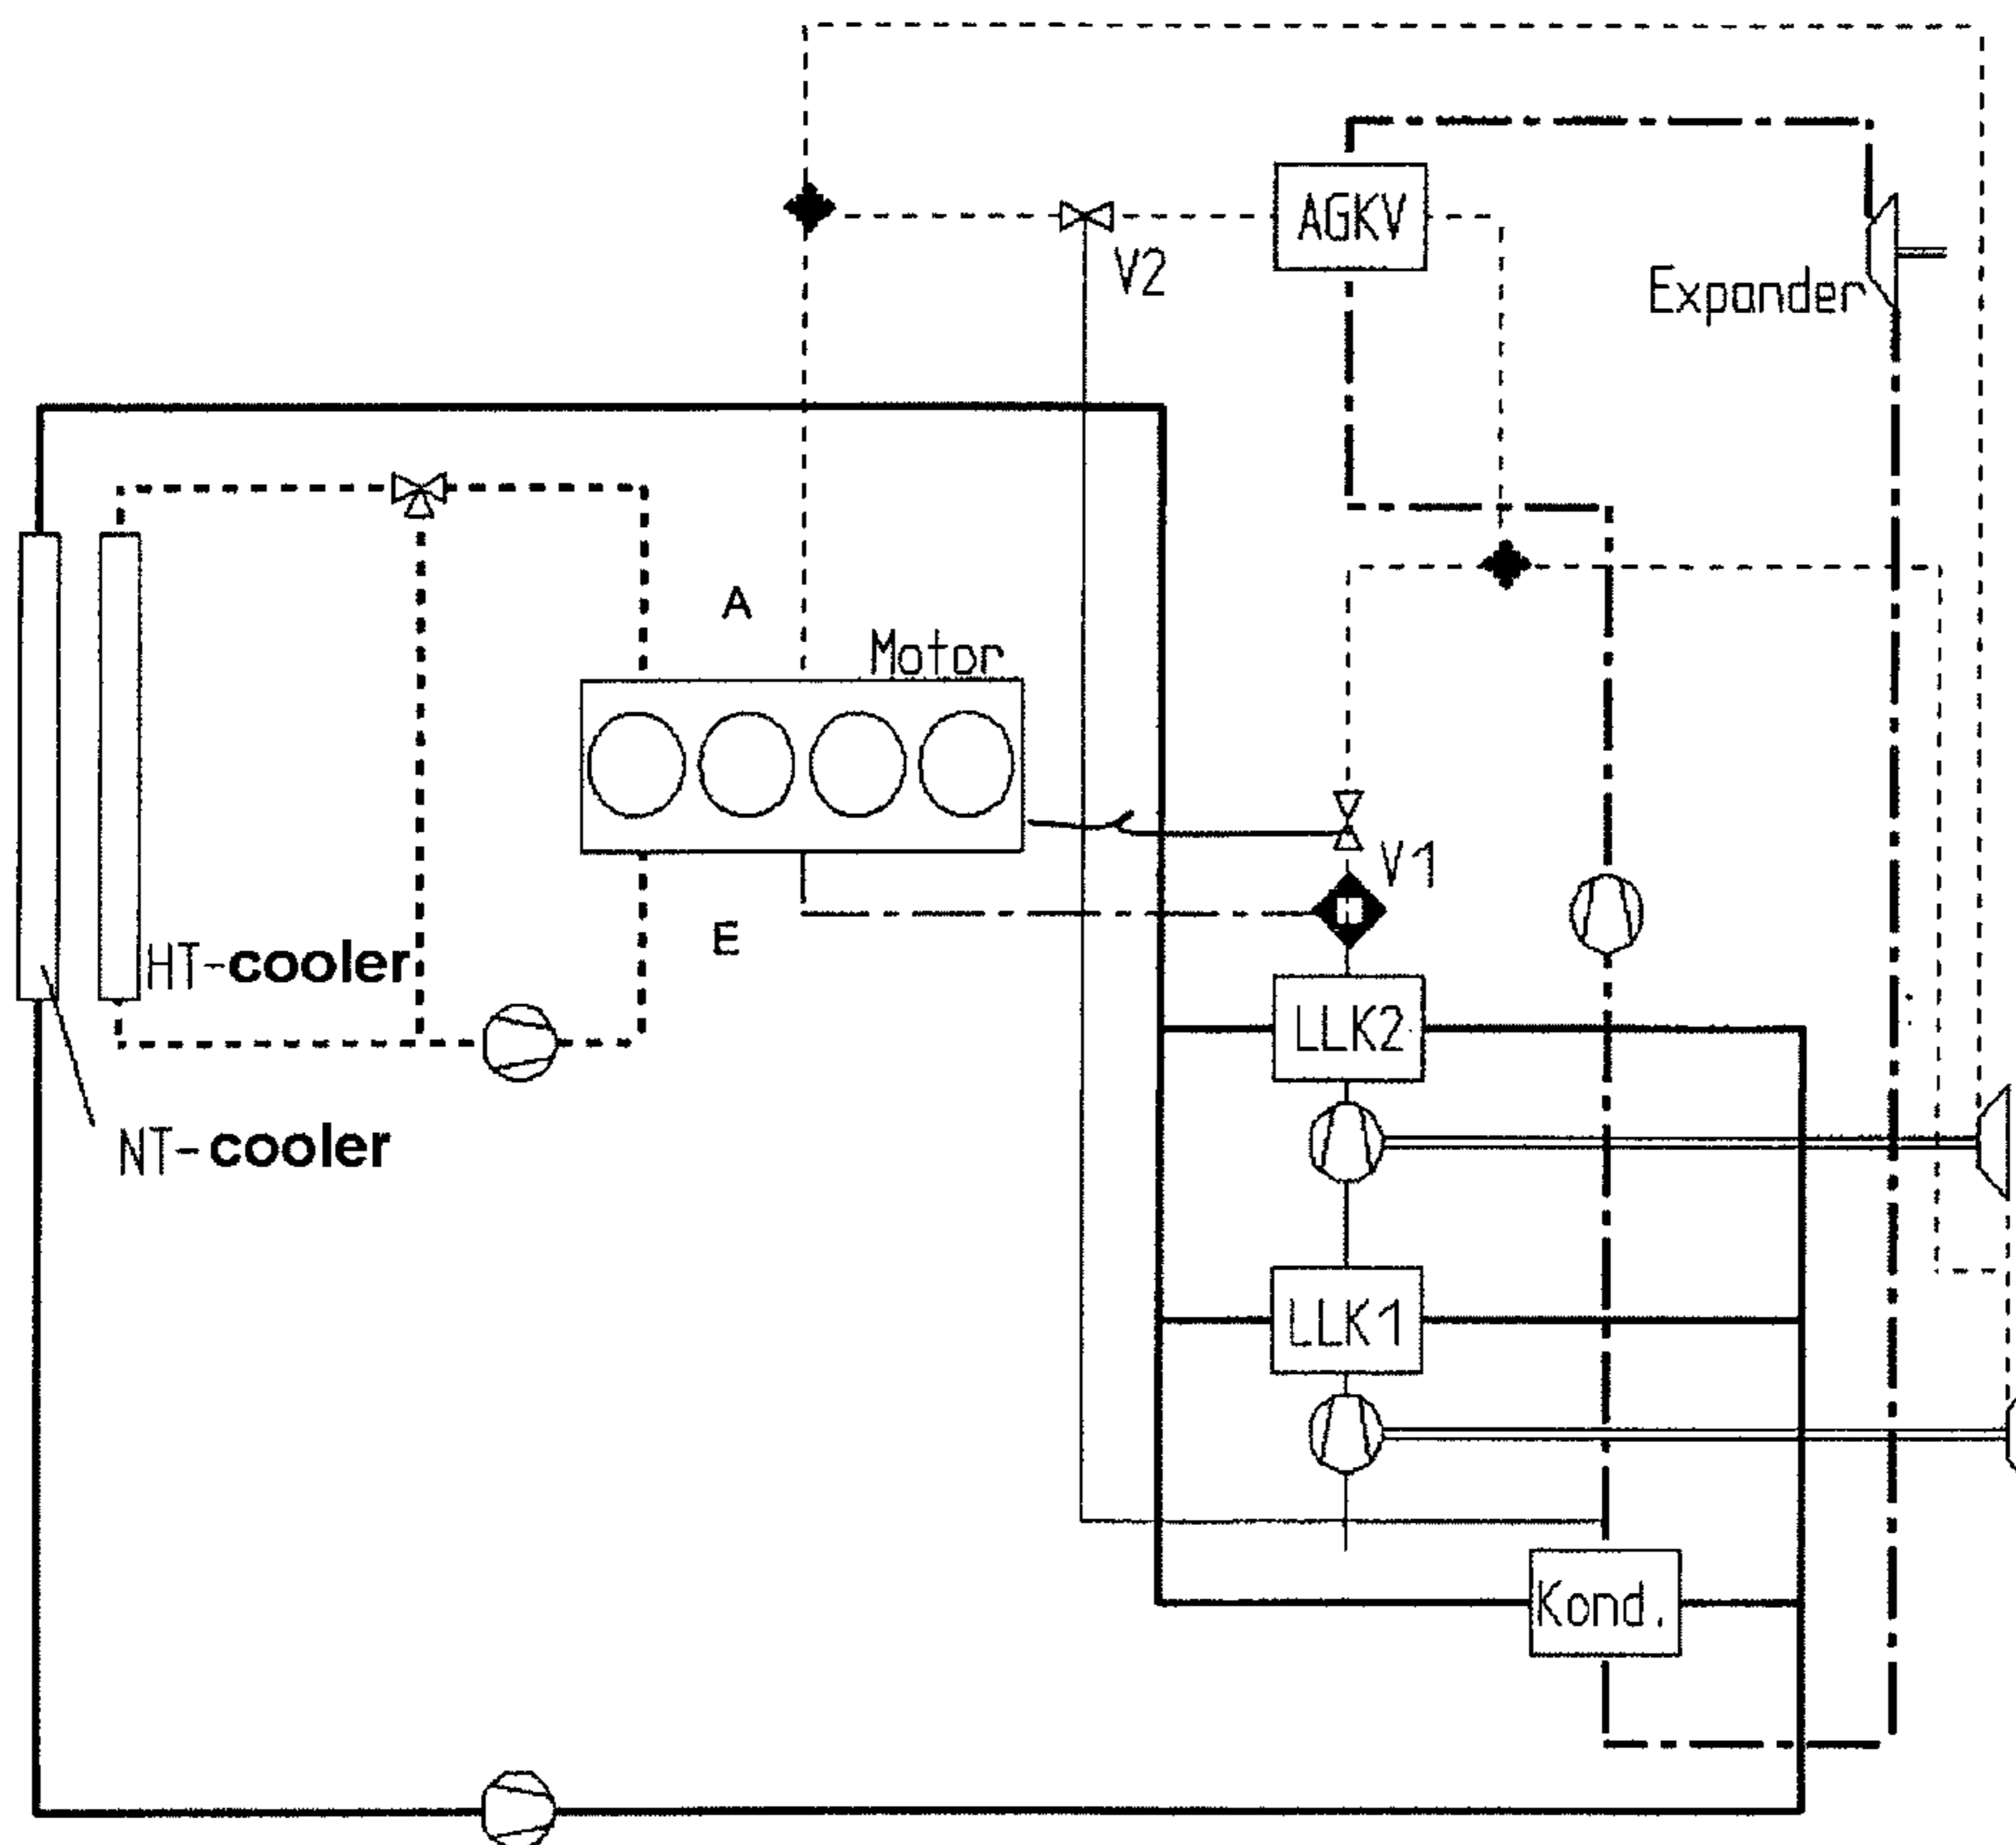 AGKV
V2
Expander
A
Motor
V1
E
HT-cooler
LLK2
NT-cooler
LLK1
Kond.